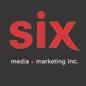 six
media + marketing inc.